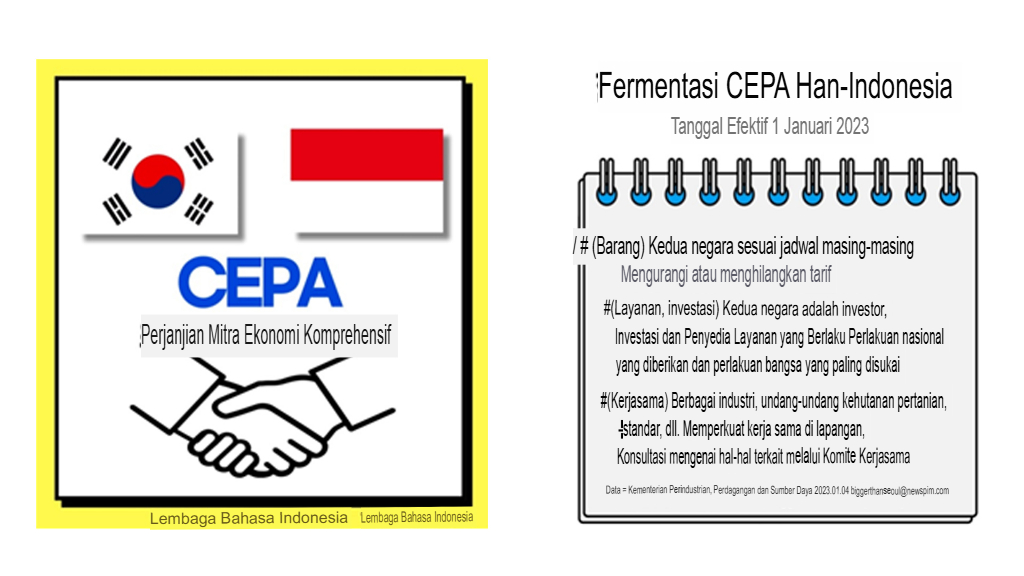 CEPA
Perjanjian Mitra Ekonomi Komprehensif
Lembaga Bahasa Indonesia Lembaga Bahasa Indonesia
Fermentasi CEPA Han-Indonesia
Tanggal Efektif 1 Januari 2023
/ # (Barang) Kedua negara sesuai jadwal masing-masing
Mengurangi atau menghilangkan tarif
#(Layanan, investasi) Kedua negara adalah investor,
Investasi dan Penyedia Layanan yang Berlaku Perlakuan nasional
yang diberikan dan perlakuan bangsa yang paling disukai
#(Kerjasama) Berbagai industri, undang-undang kehutanan pertanian,
standar, dll. Memperkuat kerja sama di lapangan,
Konsultasi mengenai hal-hal terkait melalui Komite Kerjasama
Data = Kementerian Perindustrian, Perdagangan dan Sumber Daya 2023.01.04 biggerthanseoul@newspim.com